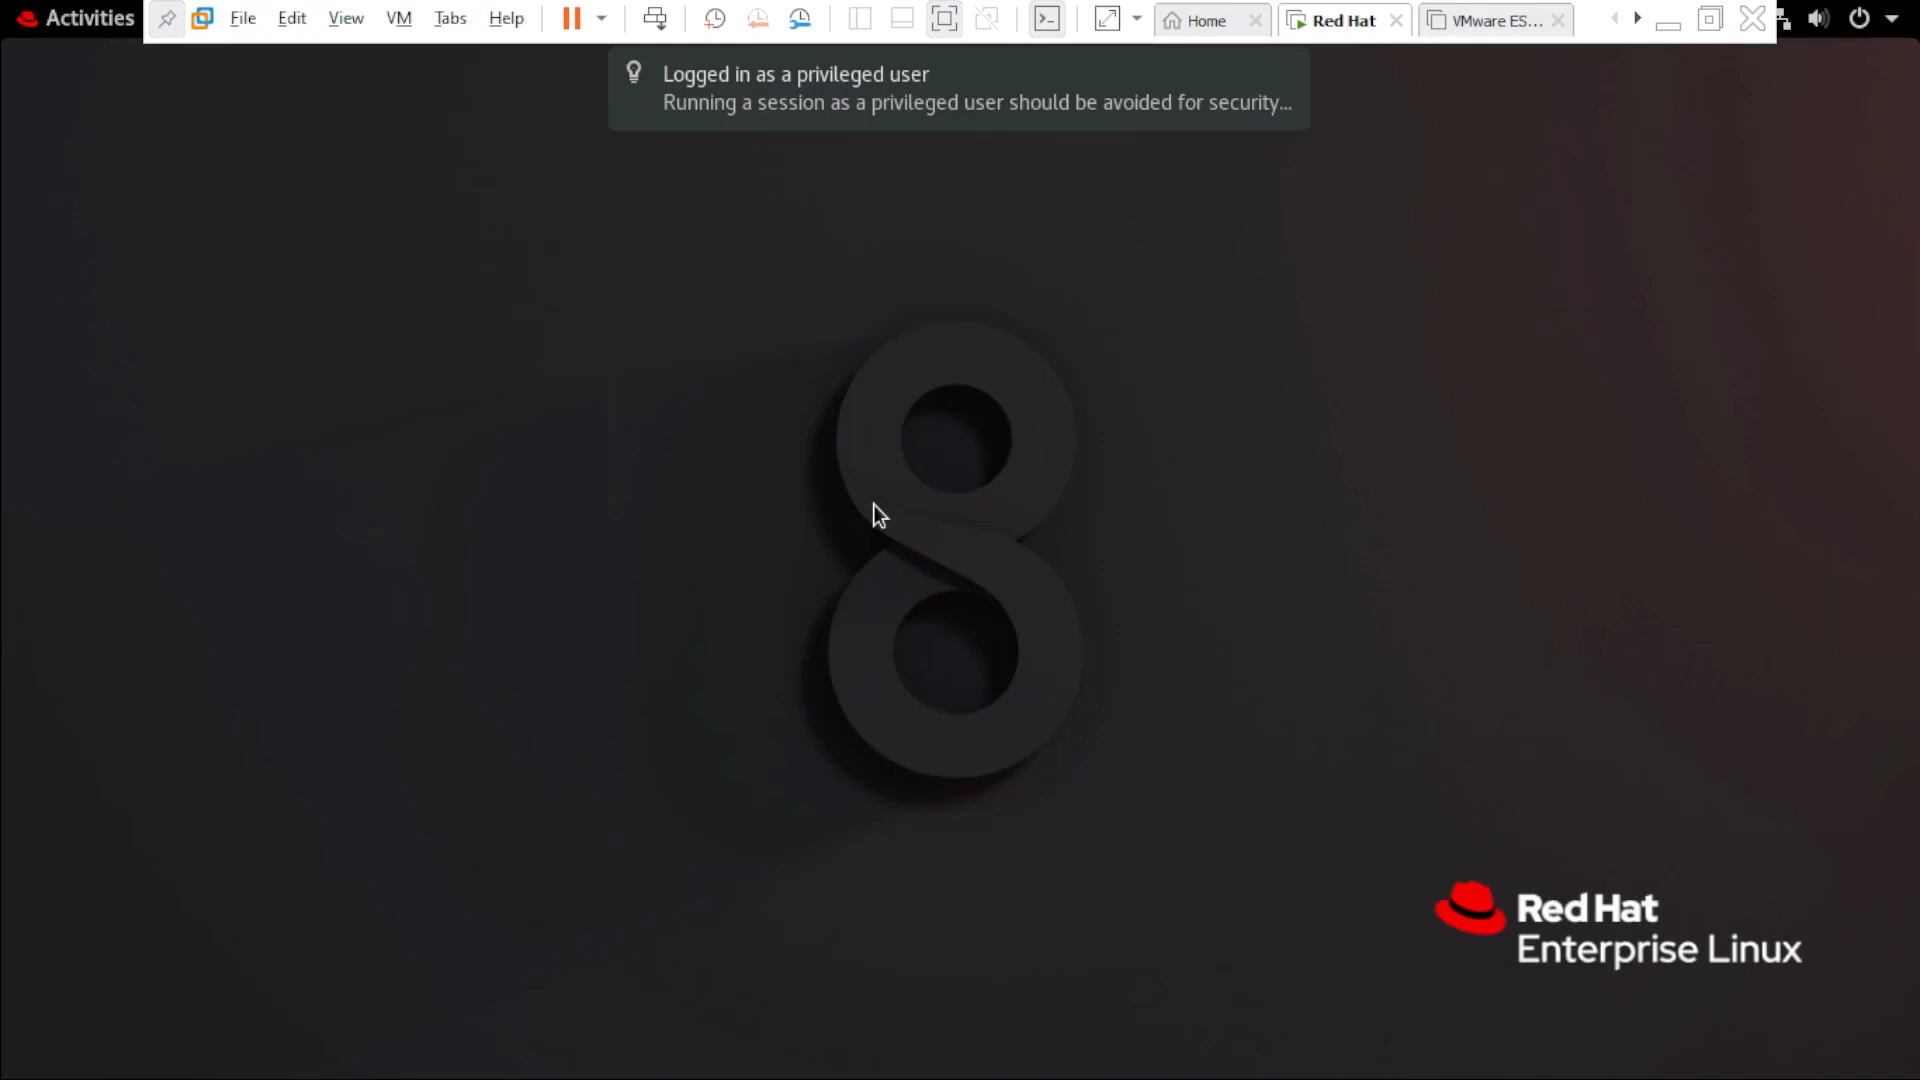 Activities File Edit View VM Tabs Help Home Red Hat VMware ES...
Logged in as a privileged user
Running a session as a privileged user should be avoided for security...
8
Red Hat
Enterprise Linux